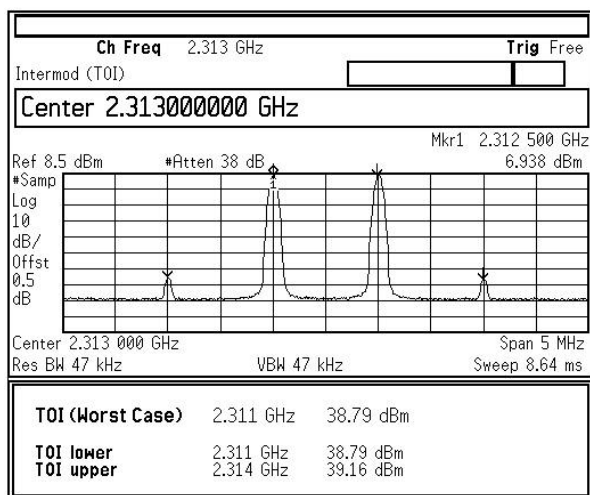 Ch Freq 2.313 GHz Trig Free
Intermod (TOI)
Center 2.313000000 GHz
Mkr1 2.312 500 GHz
Ref 8.5 dBm #Atten 38 dB 6.938 dBm
#Samp
Log
10
dB/
Offst
0.5
dB
1
Center 2.313 000 GHz Span 5 MHz
Res BW 47 kHz VBW 47 kHz Sweep 8.64 ms
TOI (Worst Case) 2.311 GHz 38.79 dBm
TOI lower 2.311 GHz 38.79 dBm
TOI upper 2.314 GHz 39.16 dBm